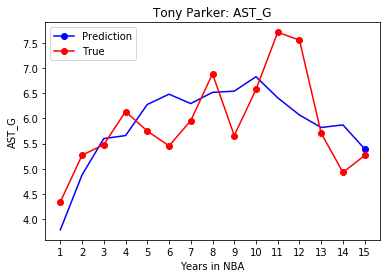 Tony Parker: AST_G
Prediction
True
7.5
7.0
6.5
6.0
5.5
5.0
4.5
4.0
AST_G
1 2 3 4 5 6 7 8 9 10 11 12 13 14 15
Years in NBA